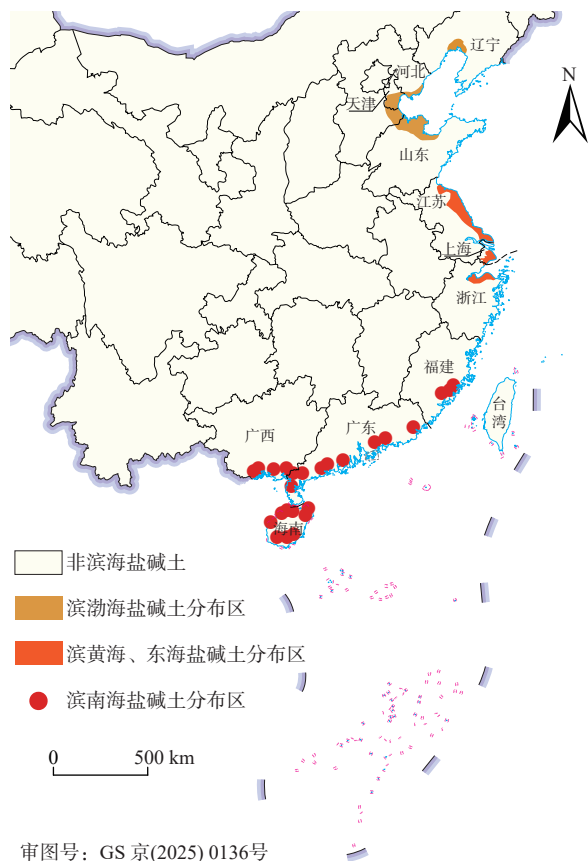 辽宁
河北
天津
山东
N
江苏
上海
浙江
福建
台
湾
广西
广东
海南
非滨海盐碱土
滨渤海盐碱土分布区
滨黄海、东海盐碱土分布区
滨南海盐碱土分布区
0 500 km
审图号：GS 京(2025) 0136号